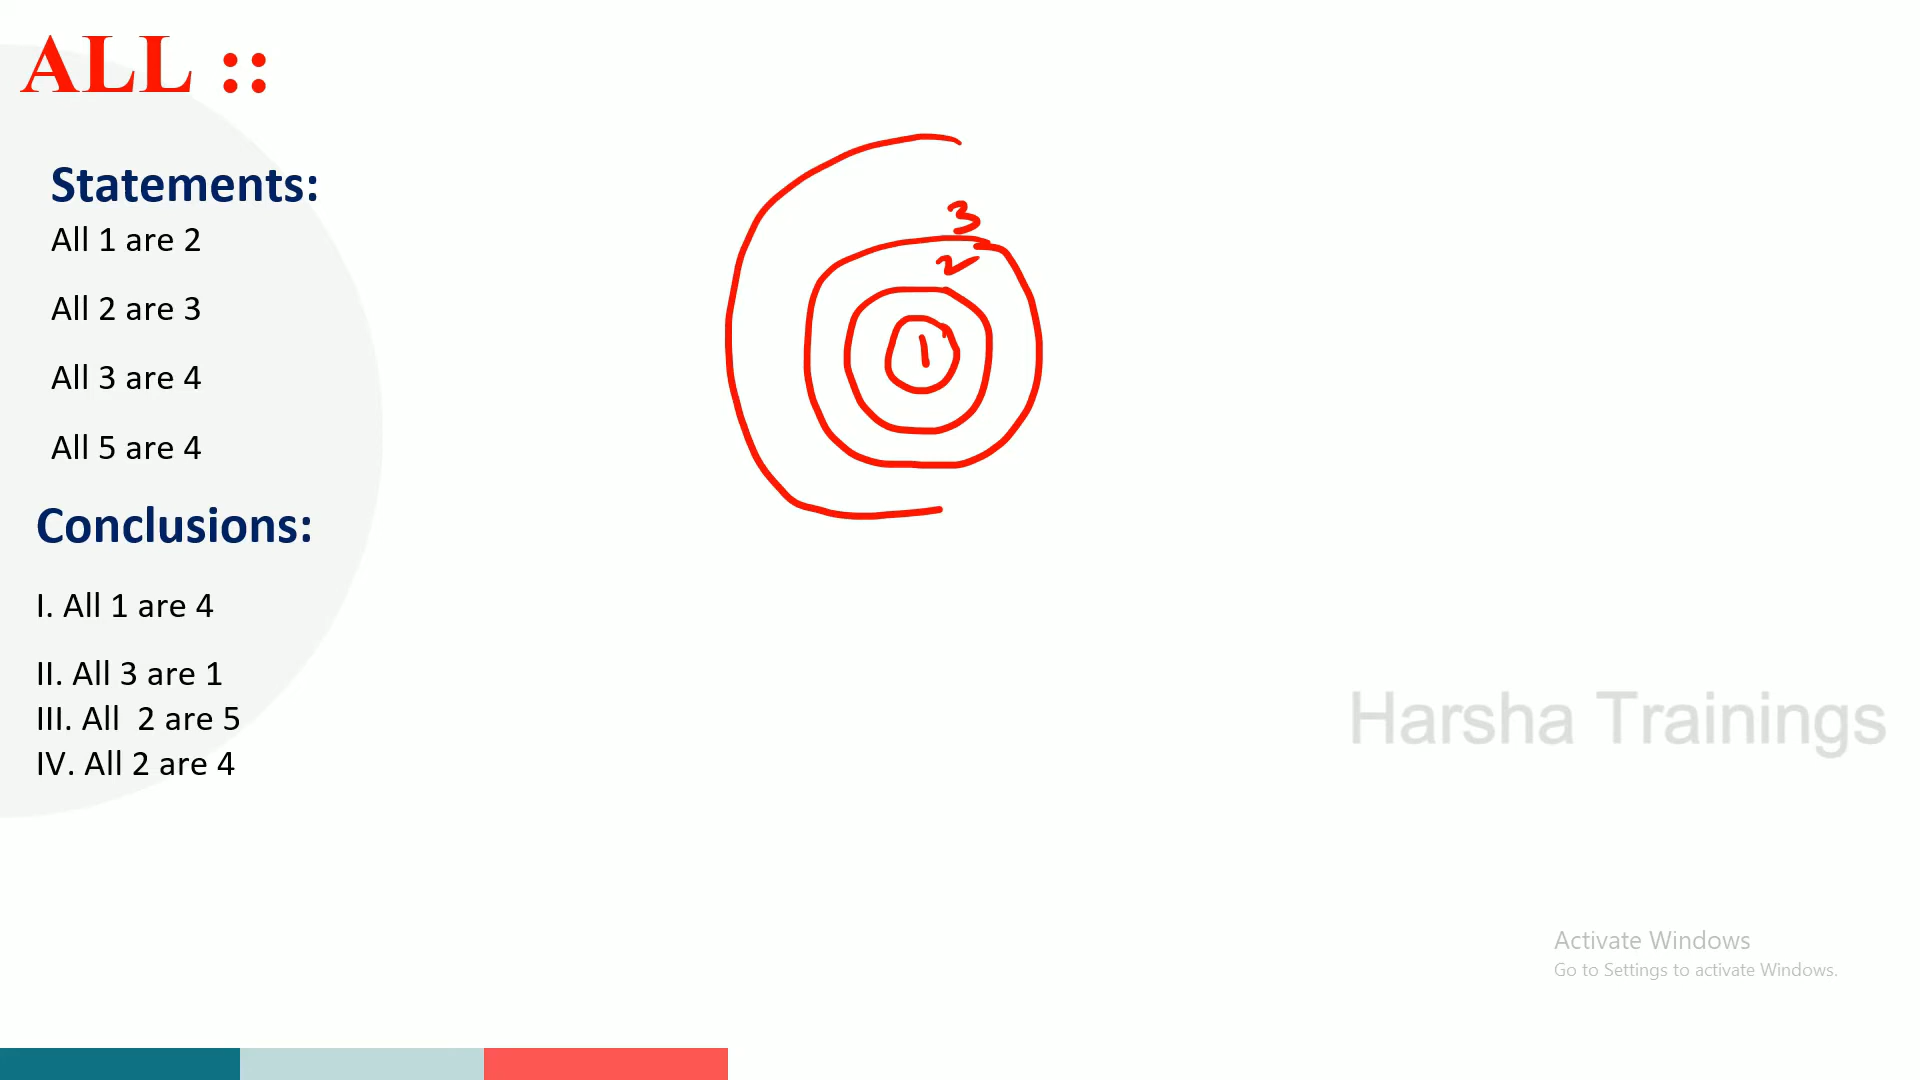 ALL ::
Statements:
All 1 are 2
All 2 are 3
All 3 are 4
All 5 are 4
Conclusions:
I. All 1 are 4
II. All 3 are 1
III. All  2 are 5
IV. All 2 are 4
3
2
1
Harsha Trainings
Activate Windows
Go to Settings to activate Windows.